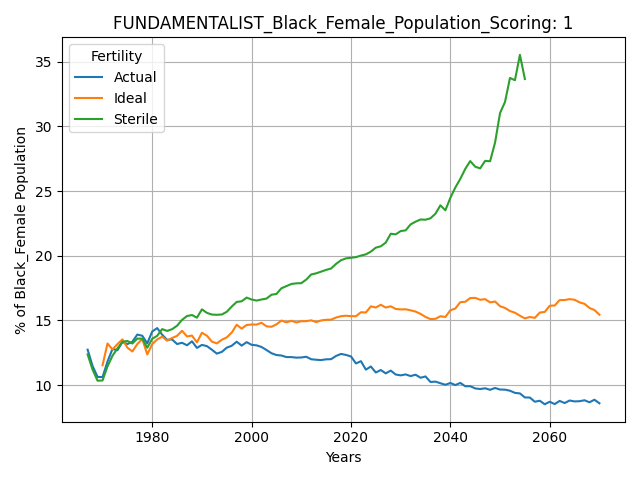 FUNDAMENTALIST_Black_Female_Population_Scoring: 1
Fertility
Actual
Ideal
Sterile
% of Black_Female Population
35
30
25
20
15
10
1980 2000 2020 2040 2060
Years